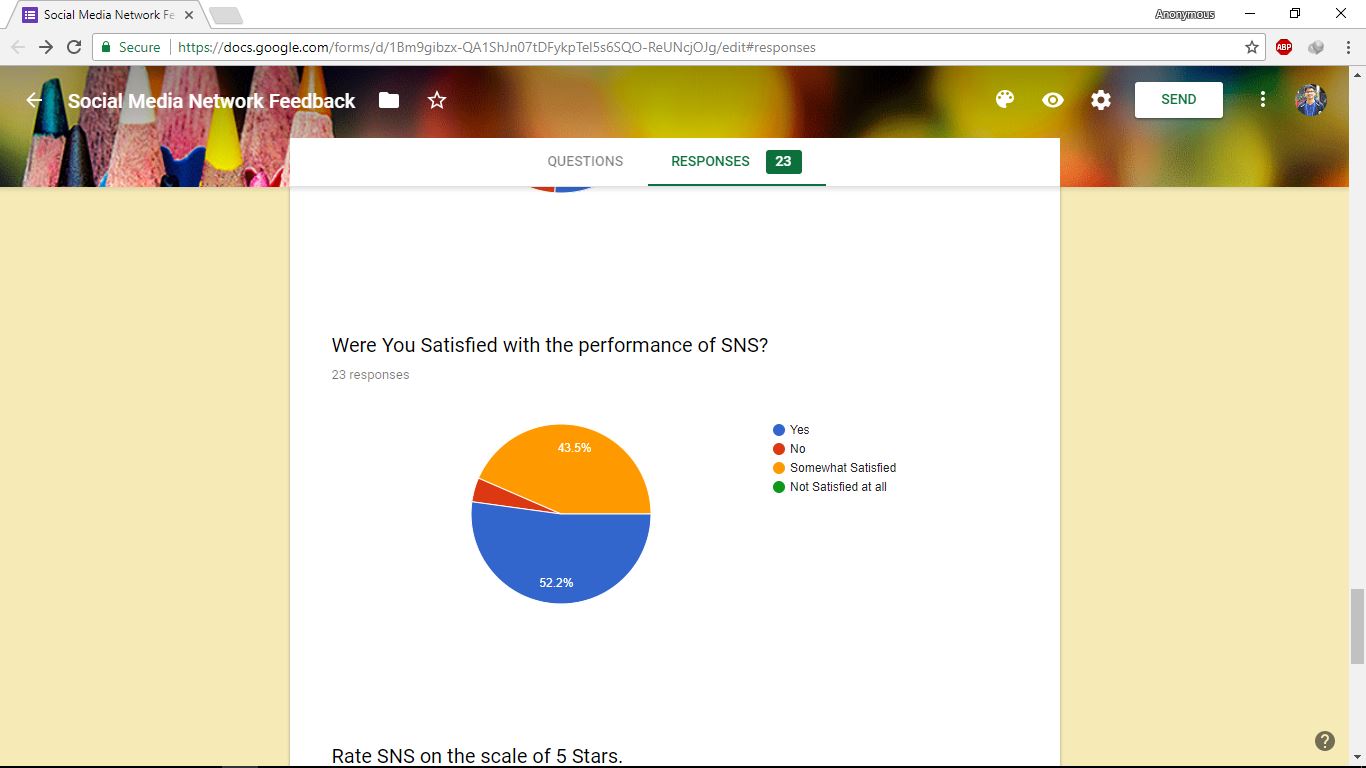 Social Media Network Fe
Anonymous
Secure https://docs.google.com/forms/d/1Bm9gibzx-QA1ShJn07tDFykpTel5s6SQO-ReUNcjOJg/edit#responses
ABP
Social Media Network Feedback
SEND
QUESTIONS
RESPONSES 23
Were You Satisfied with the performance of SNS?
23 responses
43.5%
52.2%
Yes
No
Somewhat Satisfied
Not Satisfied at all
Rate SNS on the scale of 5 Stars.